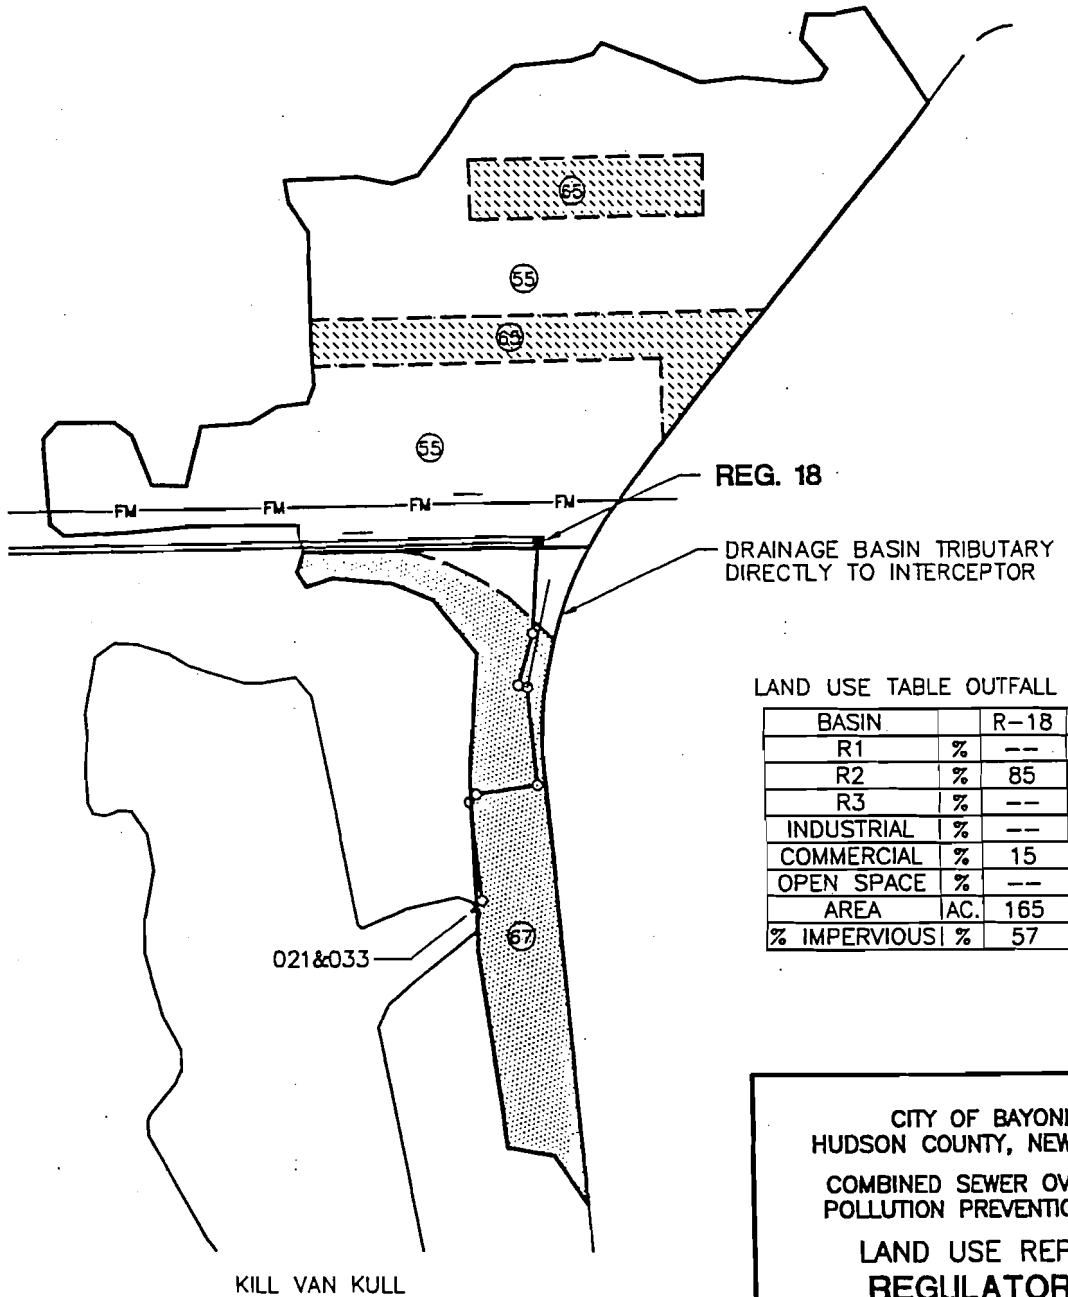 65
55
65
55
REG. 18
FM FM FM FM
DRAINAGE BASIN TRIBUTARY
DIRECTLY TO INTERCEPTOR
LAND USE TABLE OUTFALL
BASIN R-18
R1 % --
R2 % 85
R3 % --
INDUSTRIAL % --
COMMERCIAL % 15
OPEN SPACE % --
AREA AC. 165
% IMPERVIOUS % 57
67
021&033
CITY OF BAYON
HUDSON COUNTY, NEW
COMBINED SEWER OV
POLLUTION PREVENTIO
LAND USE REP
REGULATOR
KILL VAN KULL